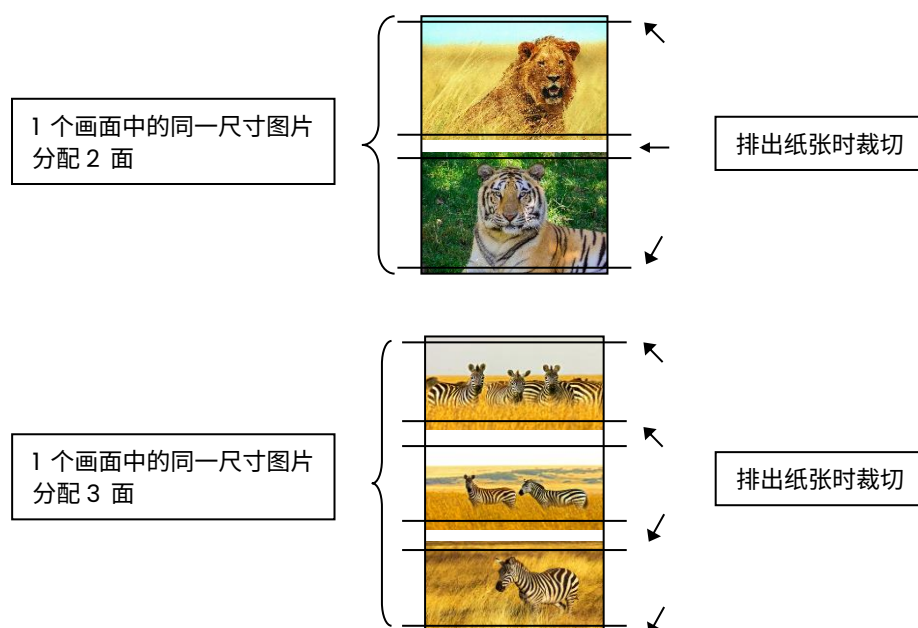 1 个画面中的同一尺寸图片
分配 2 面
排出纸张时裁切
1 个画面中的同一尺寸图片
分配 3 面
排出纸张时裁切